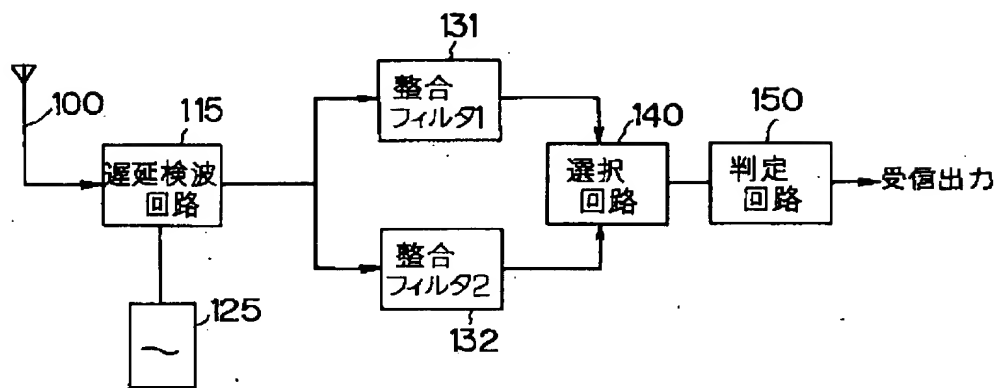 100
115
遅延検波
回路
125
131
整合
フィルタ1
整合
フィルタ2
132
140
選択
回路
150
判定
回路
受信出力